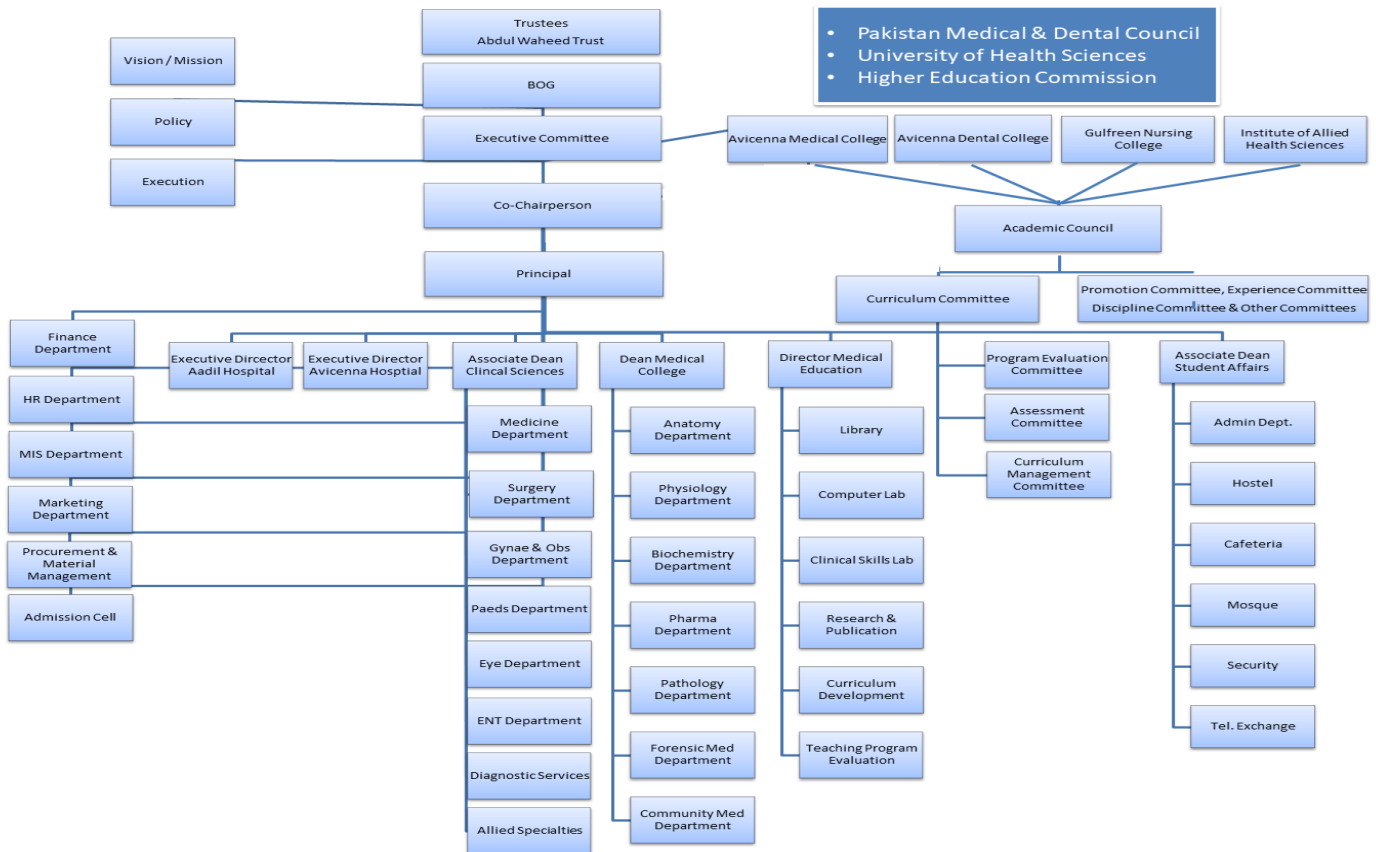 Trustees
Abdul Waheed Trust
• Pakistan Medical & Dental Council
• University of Health Sciences
• Higher Education Commission
Vision / Mission
BOG
Policy
Executive Committee
Avicenna Medical College
Avicenna Dental College
Gulfreen Nursing
College
Institute of Allied
Health Sciences
Execution
Co-Chairperson
Academic Council
Principal
Curriculum Committee
Promotion Committee, Experience Committee
Discipline Committee & Other Committees
Finance
Department
HR Department
MIS Department
Marketing
Department
Procurement &
Material
Management
Admission Cell
Executive Dircector
Aadil Hospital
Executive Director
Avicenna Hosptial
Associate Dean
Clincal Sciences
Medicine
Department
Surgery
Department
Gynae & Obs
Department
Paeds Department
Eye Department
ENT Department
Diagnostic Services
Allied Specialties
Dean Medical
College
Anatomy
Department
Physiology
Department
Biochemistry
Department
Pharma
Department
Pathology
Department
Forensic Med
Department
Community Med
Department
Director Medical
Education
Library
Computer Lab
Clinical Skills Lab
Research &
Publication
Curriculum
Development
Teaching Program
Evaluation
Program Evaluation
Committee
Assessment
Committee
Curriculum
Management
Committee
Associate Dean
Student Affairs
Admin Dept.
Hostel
Cafeteria
Mosque
Security
Tel. Exchange